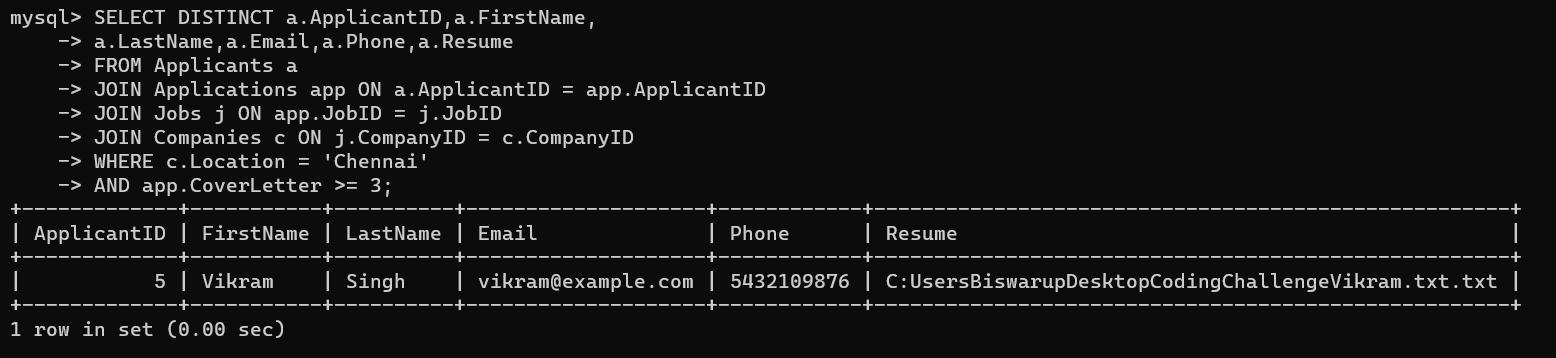 mysql> SELECT DISTINCT a.ApplicantID,a.FirstName,
    -> a.LastName,a.Email,a.Phone,a.Resume
    -> FROM Applicants a
    -> JOIN Applications app ON a.ApplicantID = app.ApplicantID
    -> JOIN Jobs j ON app.JobID = j.JobID
    -> JOIN Companies c ON j.CompanyID = c.CompanyID
    -> WHERE c.Location = 'Chennai'
    -> AND app.CoverLetter >= 3;
+-------------+-----------+----------+--------------------+------------+-----------------------------------------------------+
| ApplicantID | FirstName | LastName | Email              | Phone      | Resume                                              |
+-------------+-----------+----------+--------------------+------------+-----------------------------------------------------+
|           5 | Vikram    | Singh    | vikram@example.com | 5432109876 | C:UsersBiswarupDesktopCodingChallengeVikram.txt.txt |
+-------------+-----------+----------+--------------------+------------+-----------------------------------------------------+
1 row in set (0.00 sec)